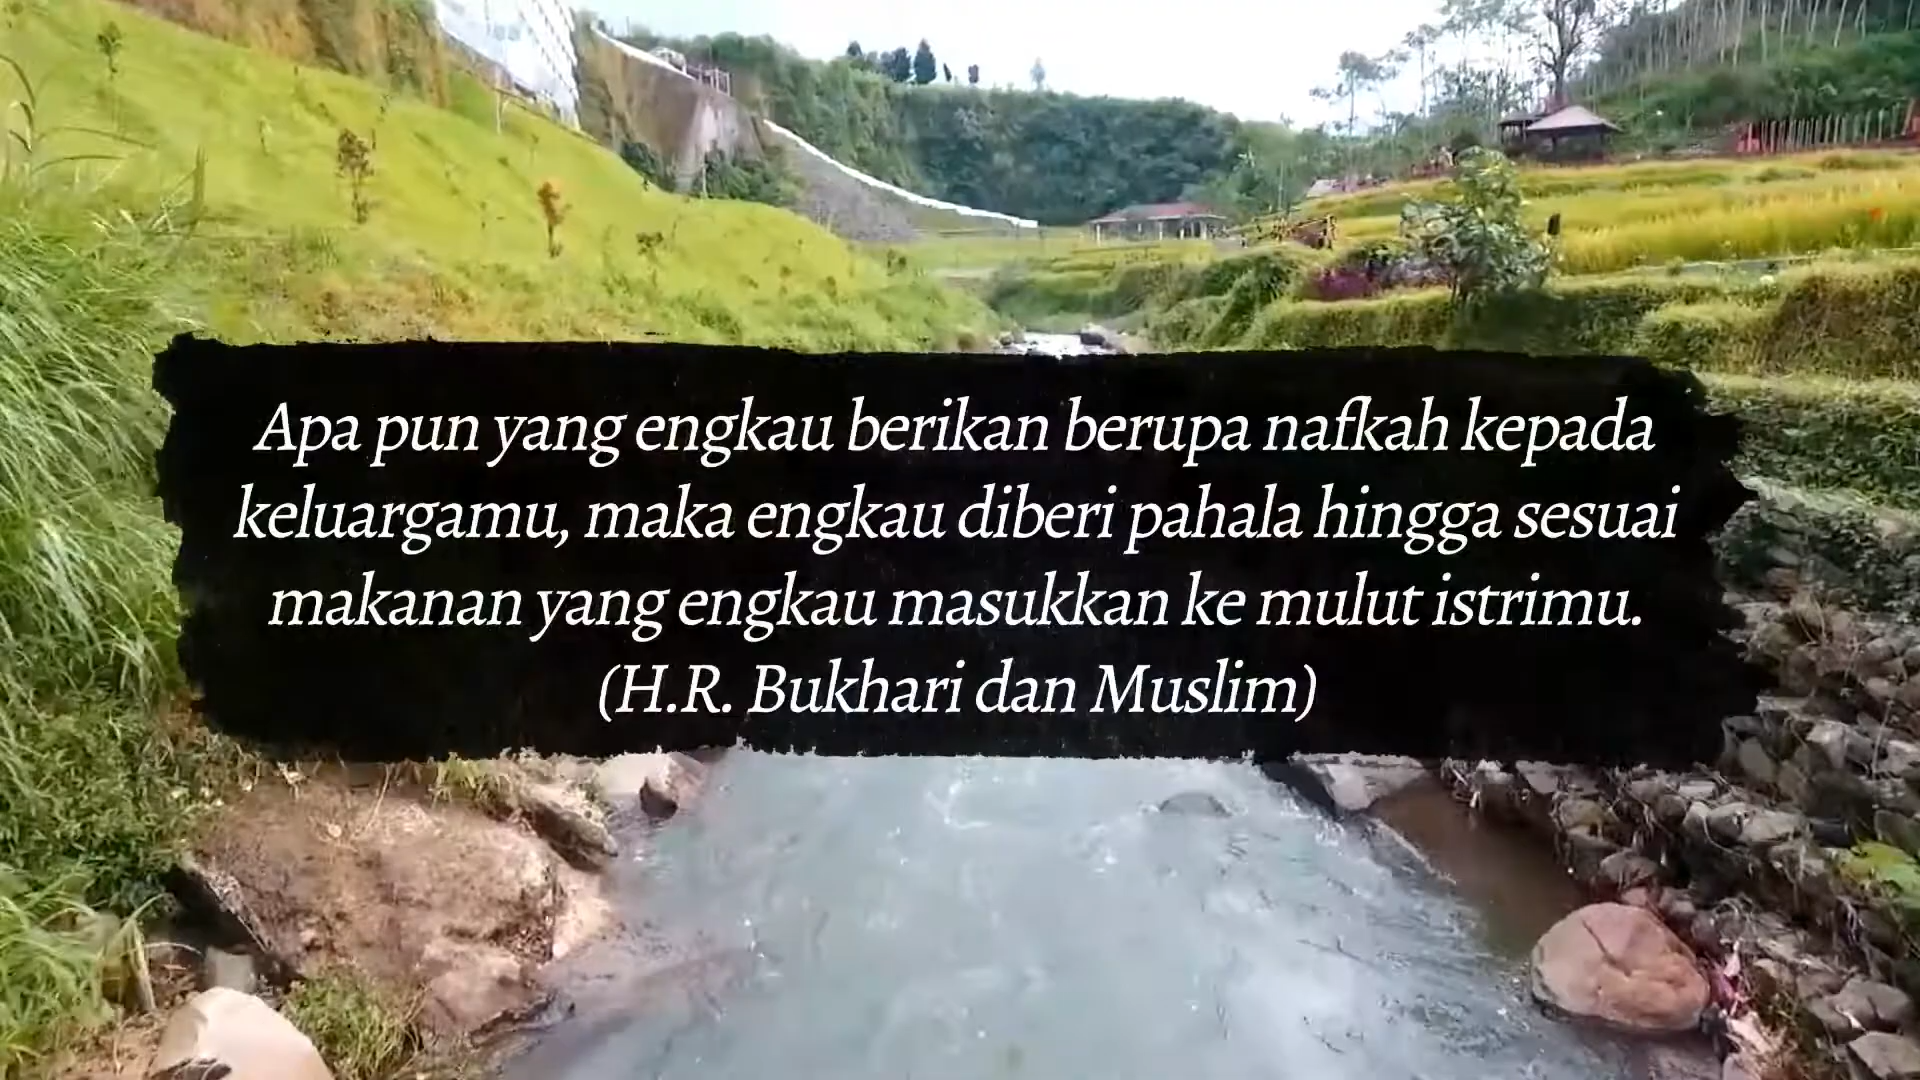 Apa pun yang engkau berikan berupa nafkah kepada
keluargamu, maka engkau diberi pahala hingga sesuai
makanan yang engkau masukkan ke mulut istrimu.
(H.R. Bukhari dan Muslim)